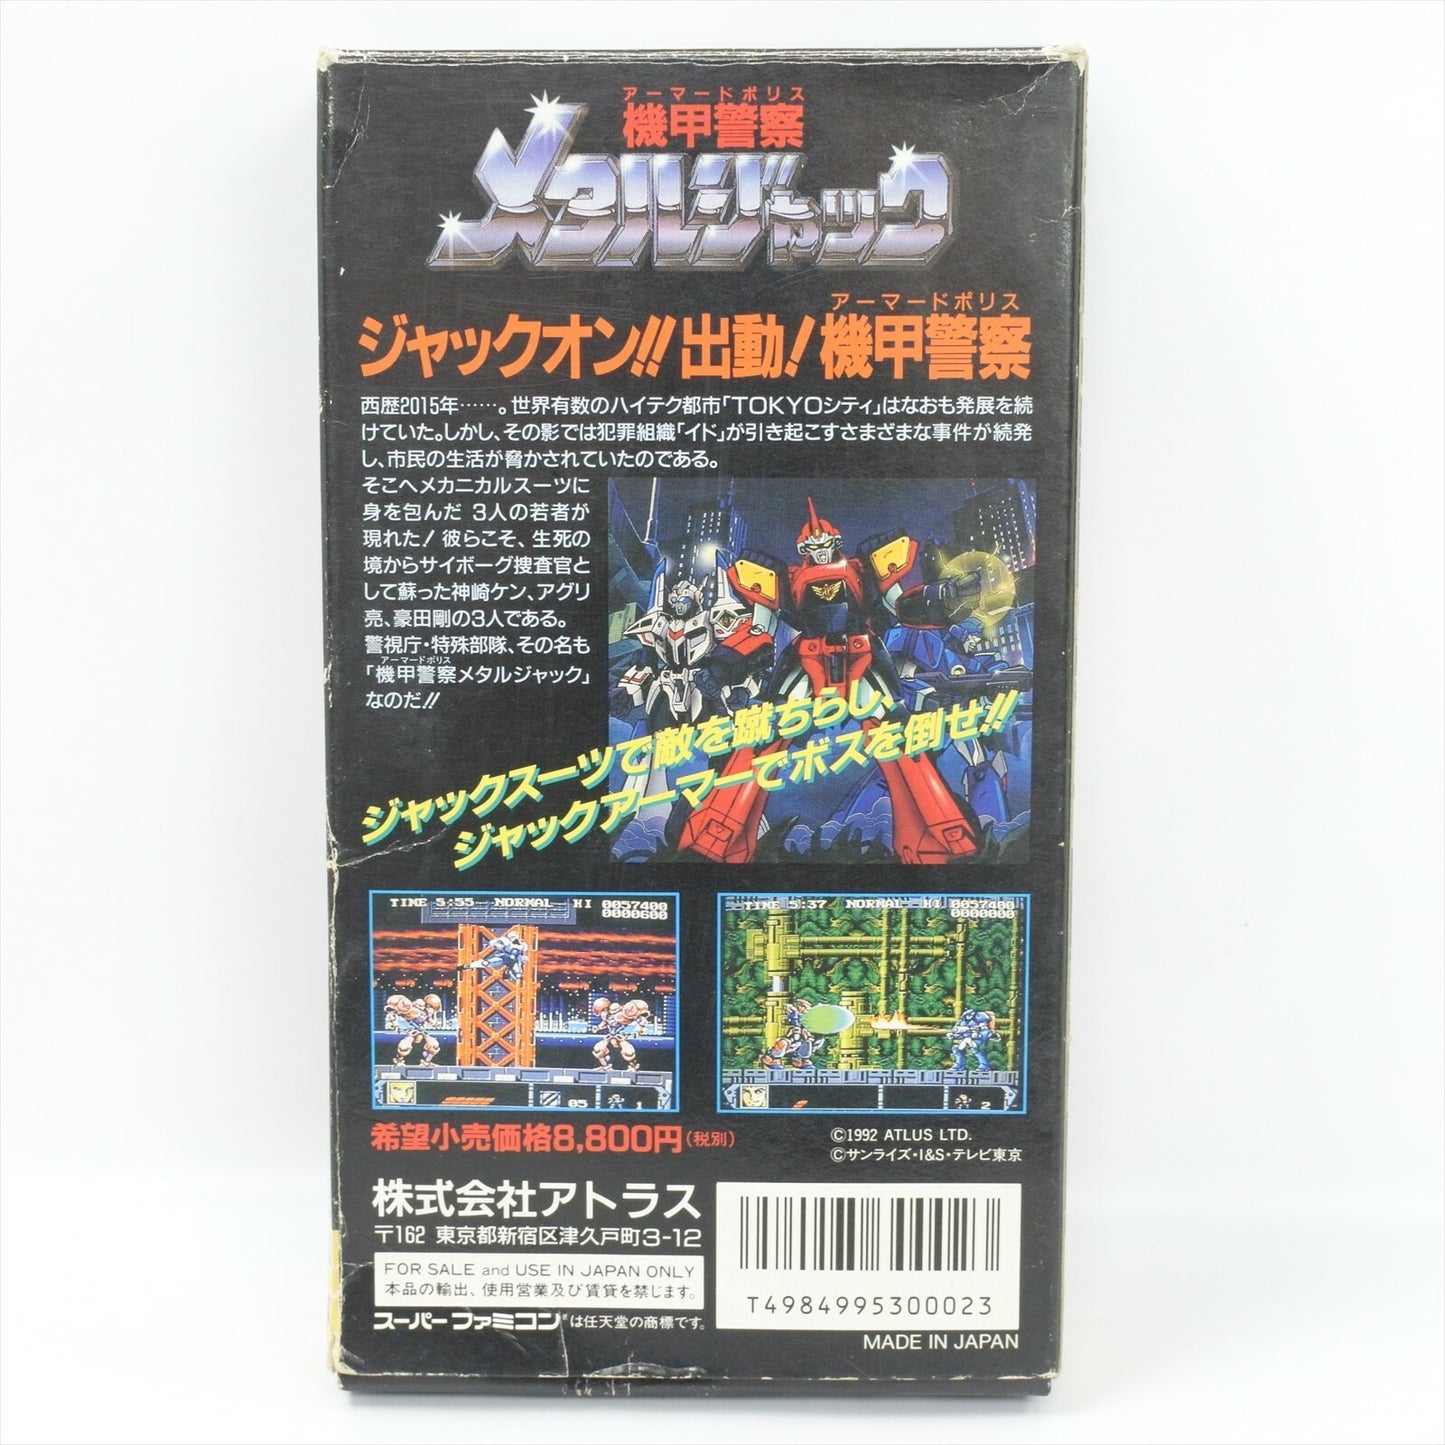 アーマードポリス
機甲警察
メタルジャック
アーマードポリス
ジャックオン!! 出動! 機甲警察
西歴2015年……。世界有数のハイテク都市「TOKYOシティ」はなおも発展を続
けていた。しかし、その影では犯罪組織「イド」が引き起こすさまざまな事件が続発
し、市民の生活が脅かされていたのである。
そこへメカニカルスーツに
身を包んだ 3人の若者が
現れた! 彼らこそ、生死の
境からサイボーグ捜査官と
して蘇った神崎ケン、アグリ
亮、豪田剛の3人である。
警視庁・特殊部隊、その名も
アーマードポリス
「機甲警察メタルジャック」
なのだ!!
ジャックスーツで敵を蹴ちらし、
ジャックアーマーでボスを倒せ!!
TIME 5:55 NORMAL HI 0057400
0000600
05 1
TIME 5:37 NORMAL HI 0057400
0000000
2
希望小売価格8,800円(税別)
©1992 ATLUS LTD.
©サンライズ・I&S・テレビ東京
株式会社アトラス
〒162 東京都新宿区津久戸町3-12
FOR SALE and USE IN JAPAN ONLY
本品の輸出、使用営業及び賃貸を禁じます。
スーパーファミコン®は任天堂の商標です。
T4984995300023
MADE IN JAPAN